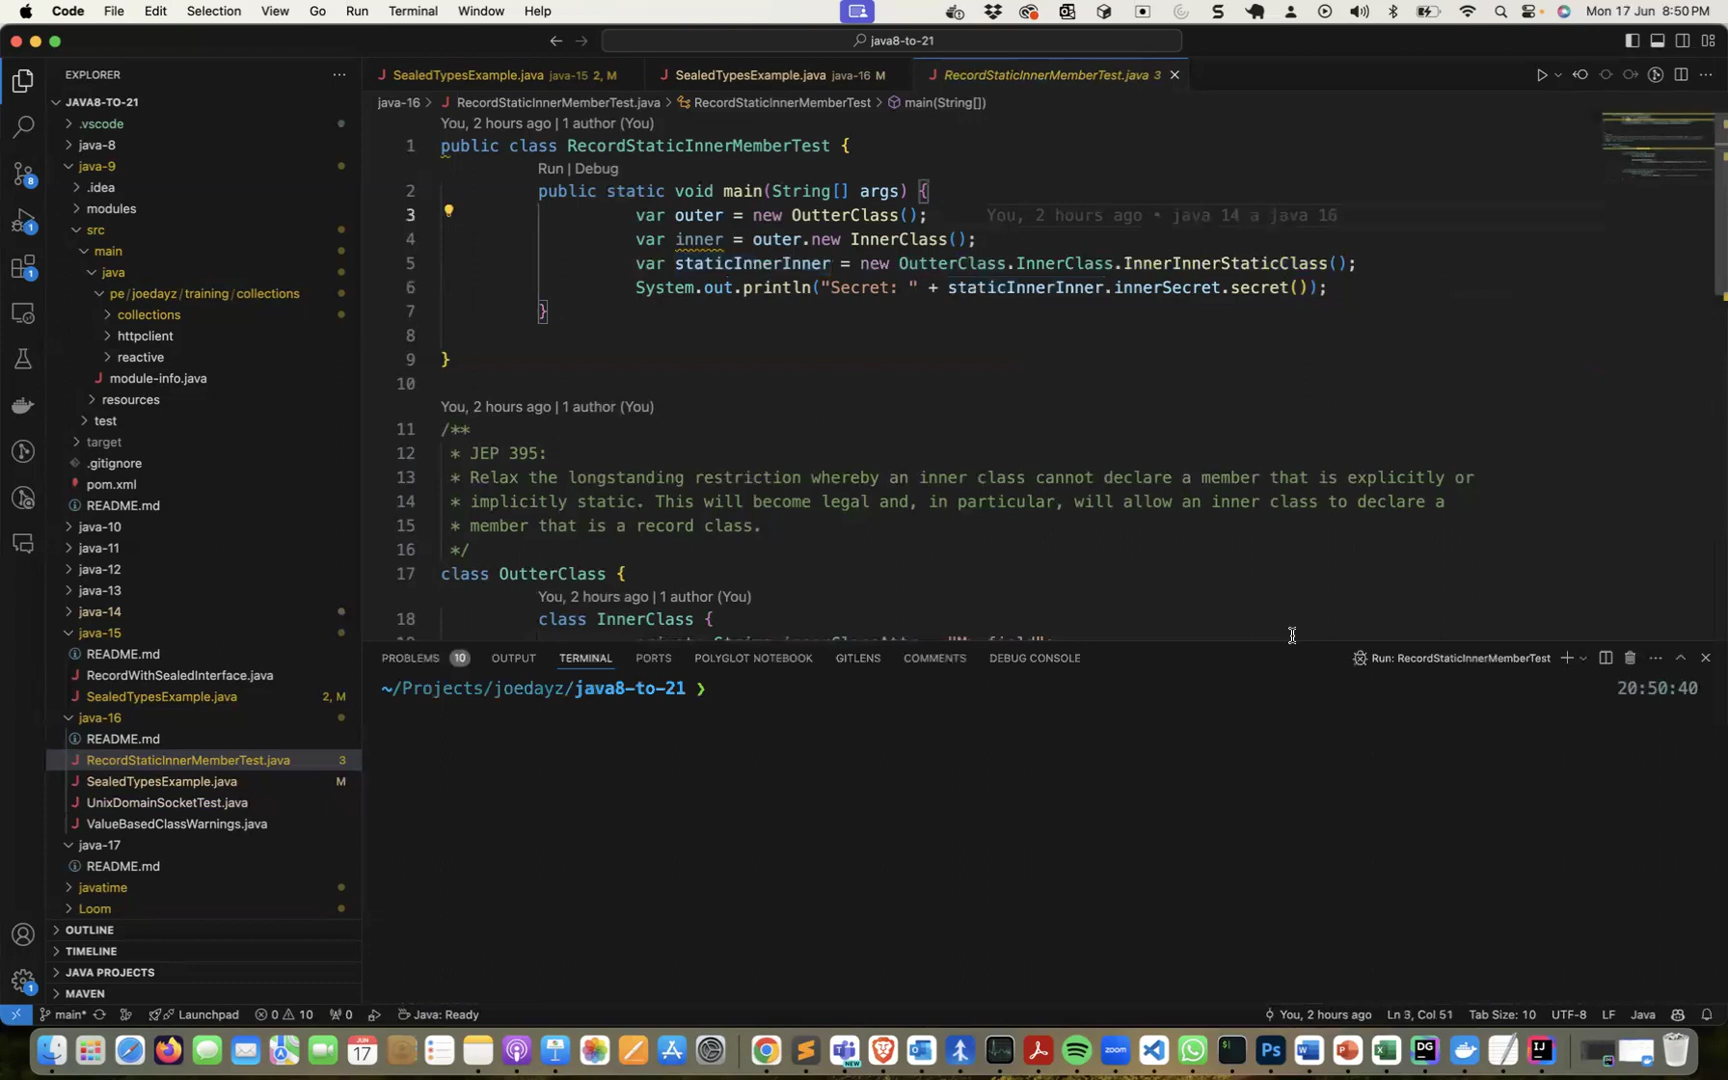 Code File Edit Selection View Go Run Terminal Window Help Mon 17 Jun 8:50 PM
java8-to-21
EXPLORER
SealedTypesExample.java java-15 2, M
SealedTypesExample.java java-16 M
RecordStaticInnerMemberTest.java 3
java-16 > RecordStaticInnerMemberTest.java > RecordStaticInnerMemberTest > main(String[])
JAVA8-TO-21
.vscode
java-8
java-9
.idea
modules
src
main
java
pe/joedayz/training/collections
collections
httpclient
reactive
module-info.java
resources
test
target
.gitignore
pom.xml
README.md
java-10
java-11
java-12
java-13
java-14
java-15
README.md
RecordWithSealedInterface.java
SealedTypesExample.java 2, M
java-16
README.md
RecordStaticInnerMemberTest.java 3
SealedTypesExample.java M
UnixDomainSocketTest.java
ValueBasedClassWarnings.java
java-17
README.md
javatime
Loom
OUTLINE
TIMELINE
JAVA PROJECTS
MAVEN
You, 2 hours ago | 1 author (You)
1 public class RecordStaticInnerMemberTest {
Run | Debug
2 public static void main(String[] args) {
3 var outer = new OutterClass(); You, 2 hours ago • java 14 a java 16
4 var inner = outer.new InnerClass();
5 var staticInnerInner = new OutterClass.InnerClass.InnerInnerStaticClass();
6 System.out.println("Secret: " + staticInnerInner.innerSecret.secret());
7 }
8
9 }
10
You, 2 hours ago | 1 author (You)
11 /**
12 * JEP 395:
13 * Relax the longstanding restriction whereby an inner class cannot declare a member that is explicitly or
14 * implicitly static. This will become legal and, in particular, will allow an inner class to declare a
15 * member that is a record class.
16 */
17 class OutterClass {
You, 2 hours ago | 1 author (You)
18 class InnerClass {
PROBLEMS 10 OUTPUT TERMINAL PORTS POLYGLOT NOTEBOOK GITLENS COMMENTS DEBUG CONSOLE Run: RecordStaticInnerMemberTest
~/Projects/joedayz/java8-to-21 ❯ 20:50:40
main* Launchpad 0 10 0 Java: Ready You, 2 hours ago Ln 3, Col 51 Tab Size: 10 UTF-8 LF Java